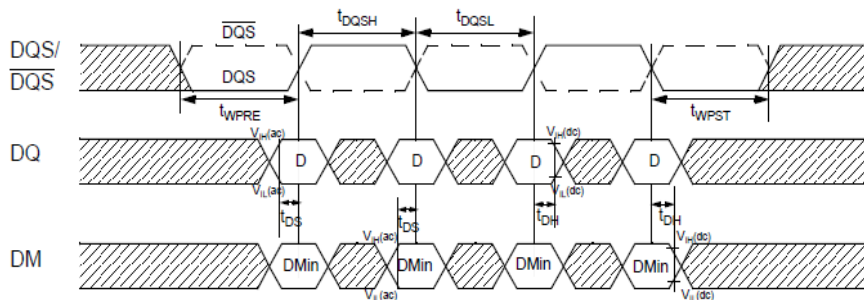 tDQSH
tDQSL
DQS
DQS/
DQS
DQS
tWPRE
tWPST
VIH(ac)
VIH(dc)
DQ
D
D
D
D
VIL(ac)
VIL(dc)
tDS
tDS
tDH
tDH
VIH(ac)
VIH(dc)
DM
DMin
DMin
DMin
DMin
VIL(ac)
VIL(dc)